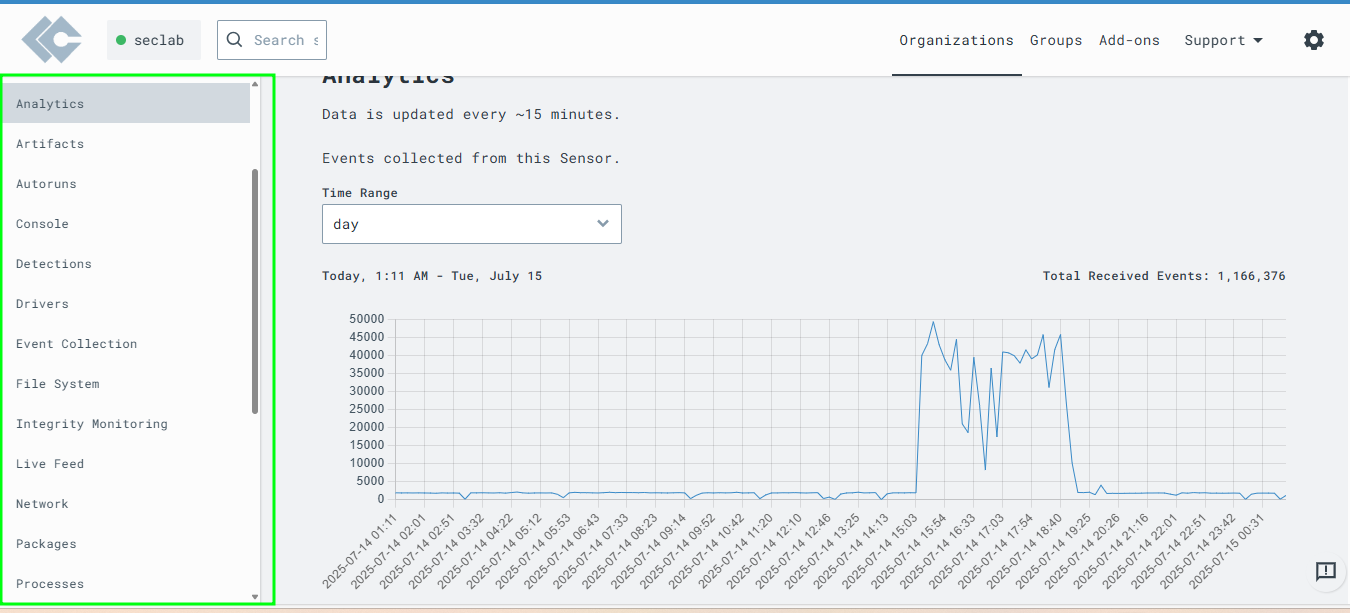 seclab
Search s
Organizations
Groups
Add-ons
Support
Analytics
Artifacts
Autoruns
Console
Detections
Drivers
Event Collection
File System
Integrity Monitoring
Live Feed
Network
Packages
Processes
Analytics
Data is updated every ~15 minutes.
Events collected from this Sensor.
Time Range
day
Today, 1:11 AM - Tue, July 15
Total Received Events: 1,166,376
50000
45000
40000
35000
30000
25000
20000
15000
10000
5000
0
2025-07-14 01:11
2025-07-14 02:01
2025-07-14 02:51
2025-07-14 03:32
2025-07-14 04:22
2025-07-14 05:12
2025-07-14 05:53
2025-07-14 06:43
2025-07-14 07:33
2025-07-14 08:23
2025-07-14 09:14
2025-07-14 09:52
2025-07-14 10:42
2025-07-14 11:20
2025-07-14 12:10
2025-07-14 12:46
2025-07-14 13:25
2025-07-14 14:13
2025-07-14 15:03
2025-07-14 15:54
2025-07-14 16:33
2025-07-14 17:03
2025-07-14 17:54
2025-07-14 18:40
2025-07-14 19:25
2025-07-14 20:26
2025-07-14 21:16
2025-07-14 22:01
2025-07-14 22:51
2025-07-14 23:42
2025-07-15 00:31